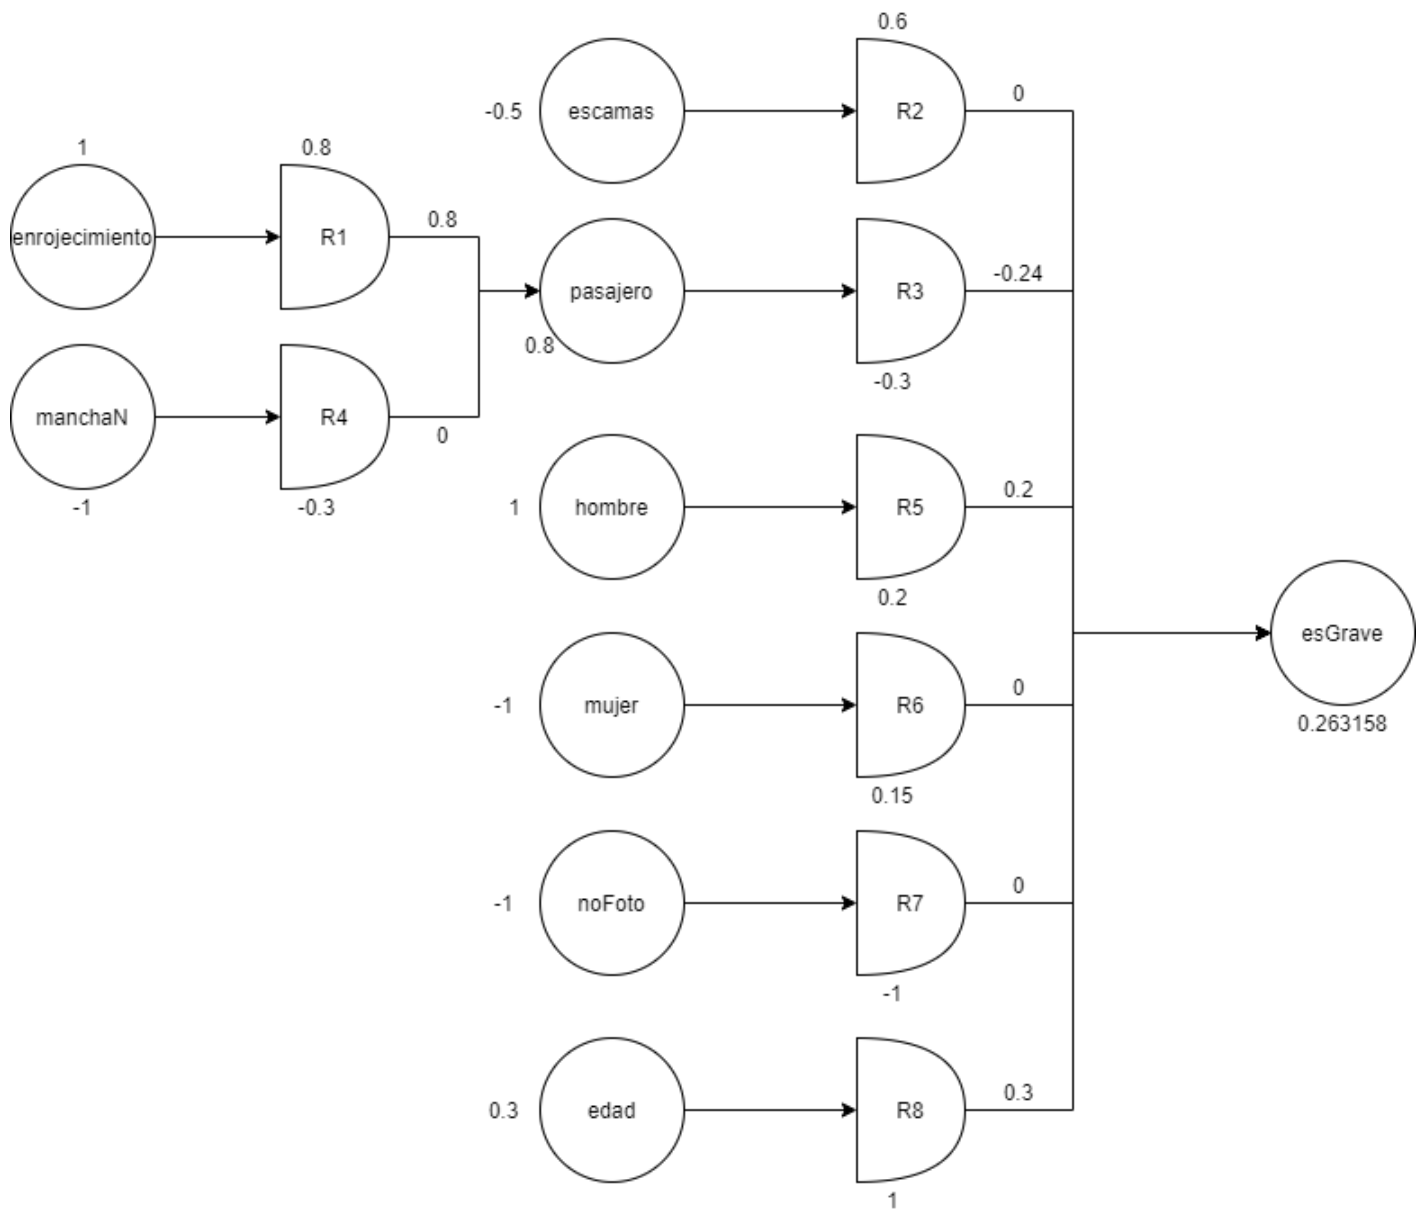 0.6
escamas
R2
0
-0.5
1
0.8
enrojecimiento
R1
0.8
pasajero
R3
-0.24
0.8
-0.3
manchaN
R4
0
-1
-0.3
1
hombre
R5
0.2
0.2
esGrave
0.263158
-1
mujer
R6
0
0.15
-1
noFoto
R7
0
-1
0.3
edad
R8
0.3
1